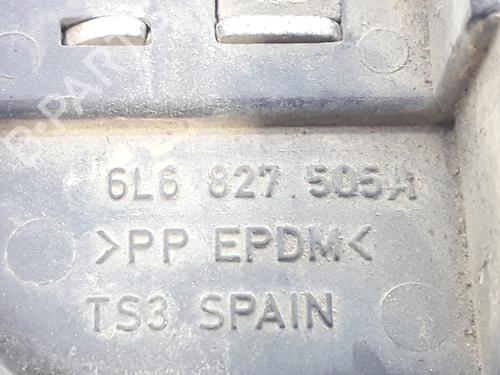 6L6 827 505A
>PP EPDM<
TS3 SPAIN